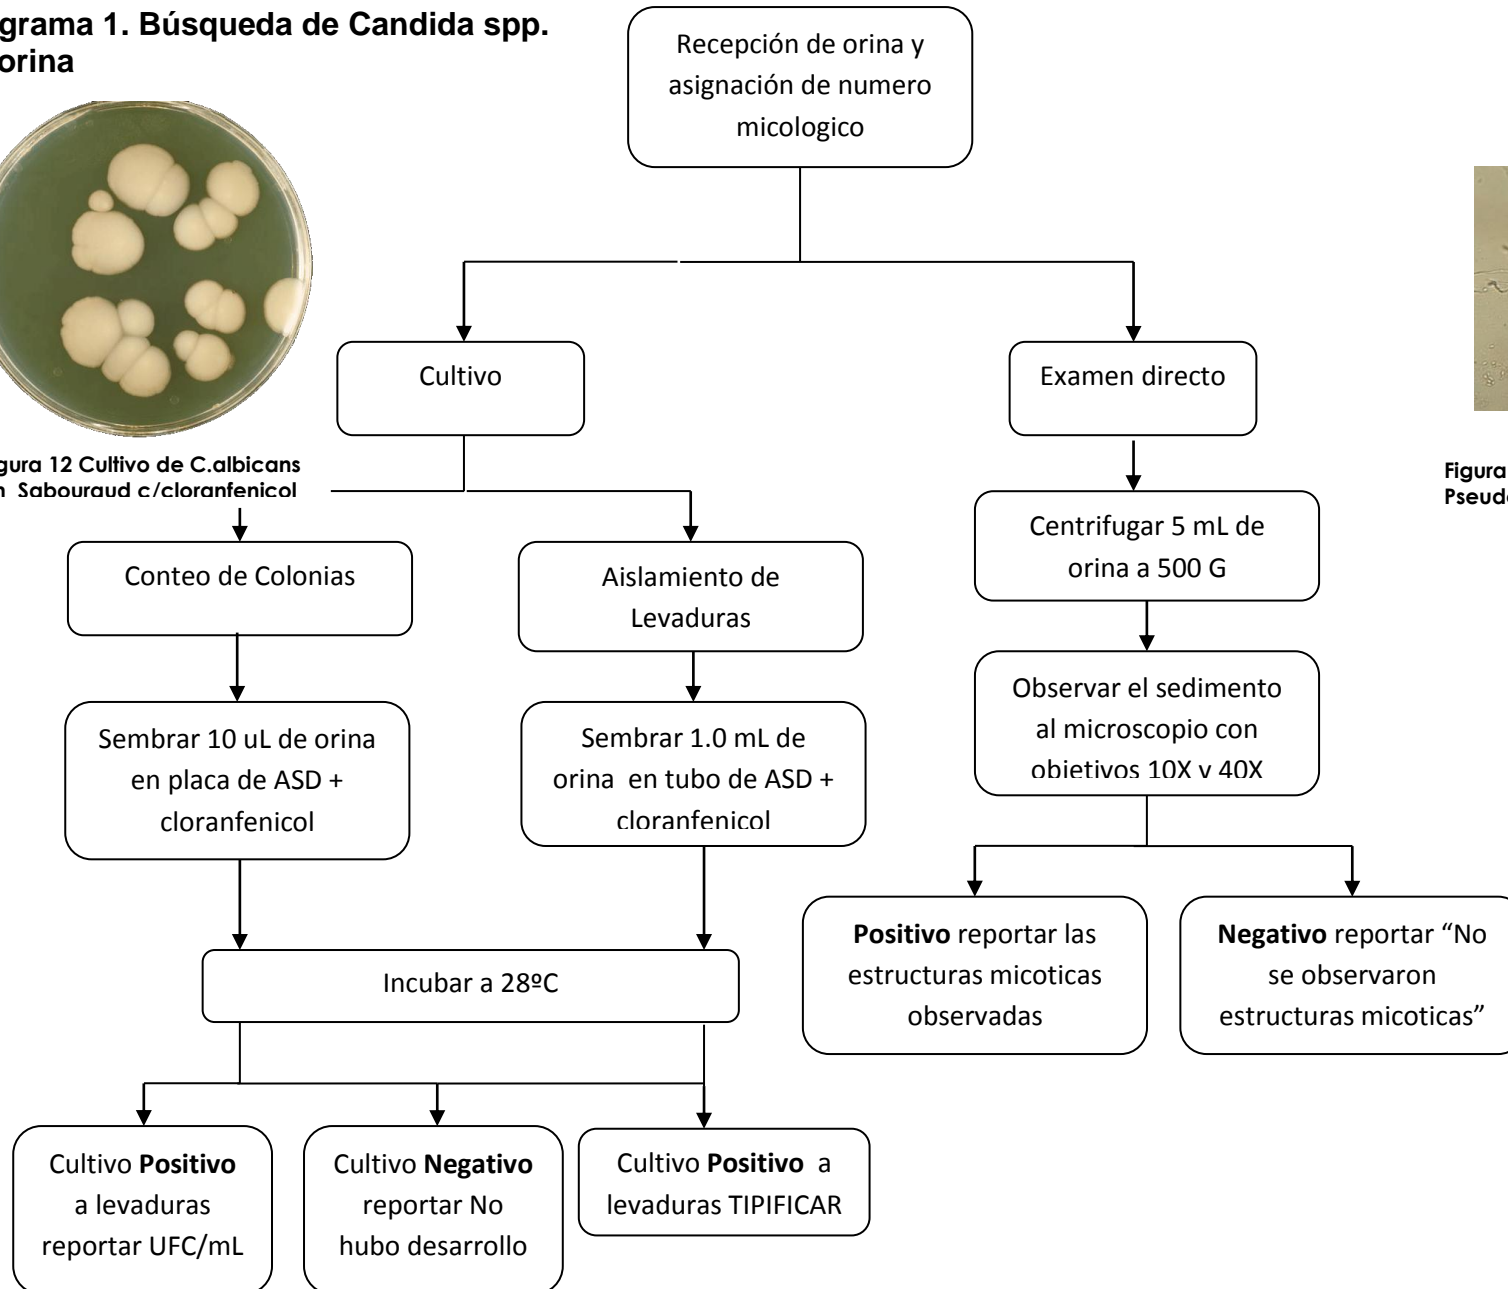 grama 1. Búsqueda de Candida spp.
orina
Recepción de orina y
asignación de numero
micologico
Cultivo
Examen directo
gura 12 Cultivo de C.albicans
n Sabouraud c/cloranfenicol
Figura
Pseud
Conteo de Colonias
Aislamiento de
Levaduras
Centrifugar 5 mL de
orina a 500 G
Sembrar 10 uL de orina
en placa de ASD +
cloranfenicol
Sembrar 1.0 mL de
orina en tubo de ASD +
cloranfenicol
Observar el sedimento
al microscopio con
objetivos 10X y 40X
Incubar a 28ºC
Positivo reportar las
estructuras micoticas
observadas
Negativo reportar “No
se observaron
estructuras micoticas”
Cultivo Positivo
a levaduras
reportar UFC/mL
Cultivo Negativo
reportar No
hubo desarrollo
Cultivo Positivo a
levaduras TIPIFICAR